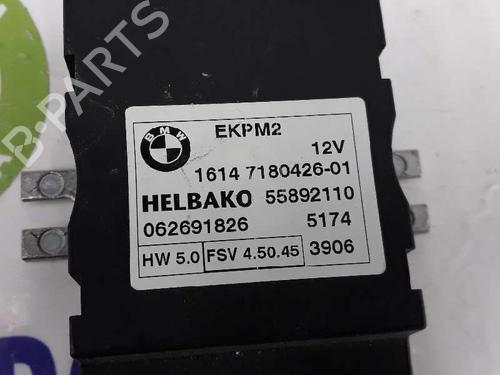 BMW
EKPM2
12V
1614 7180426-01
HELBAKO 55892110
062691826 5174
HW 5.0 FSV 4.50.45 3906
B-PARTS